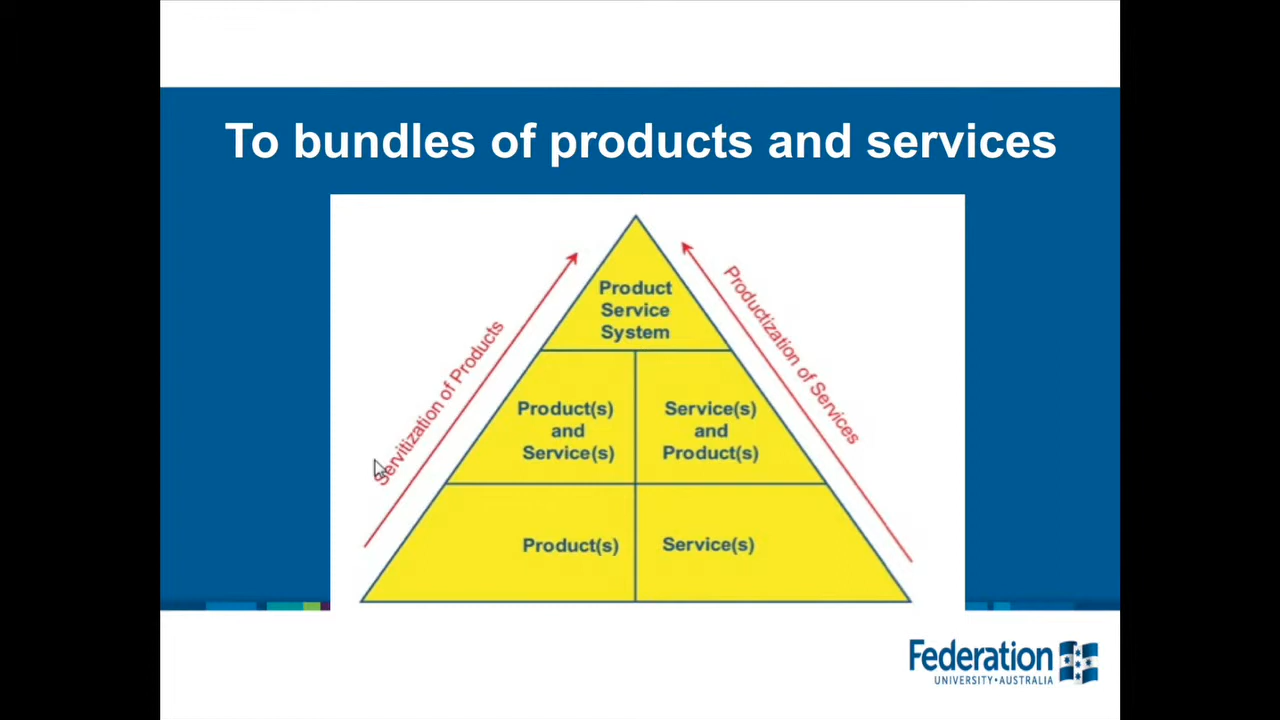 To bundles of products and services
Servitization of Products
Productization of Services
Product
Service
System
Product(s)
and
Service(s)
Service(s)
and
Product(s)
Product(s)
Service(s)
Federation
UNIVERSITY•AUSTRALIA